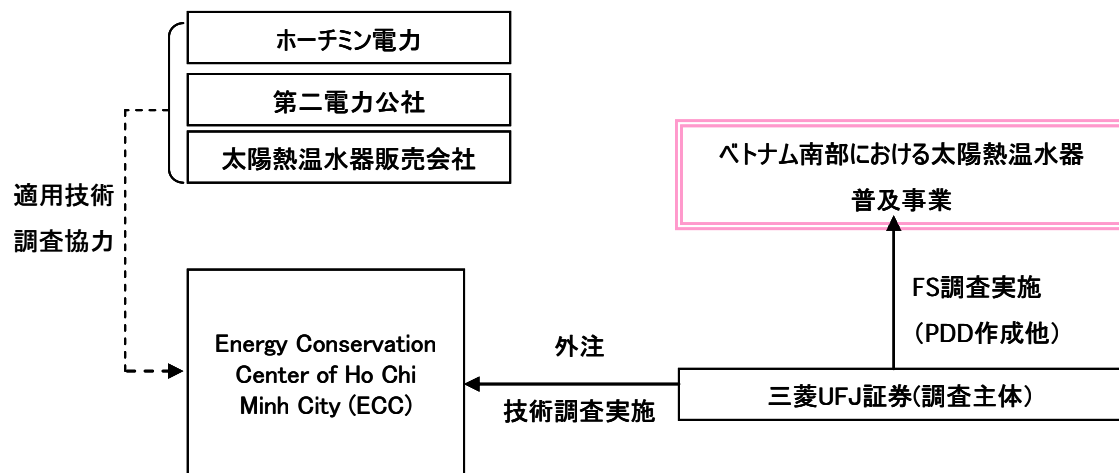 ホーチミン電力
第二電力公社
太陽熱温水器販売会社
適用技術
調査協力
ベトナム南部における太陽熱温水器
普及事業
Energy Conservation
Center of Ho Chi
Minh City (ECC)
外注
技術調査実施
FS調査実施
(PDD作成他)
三菱UFJ証券(調査主体)